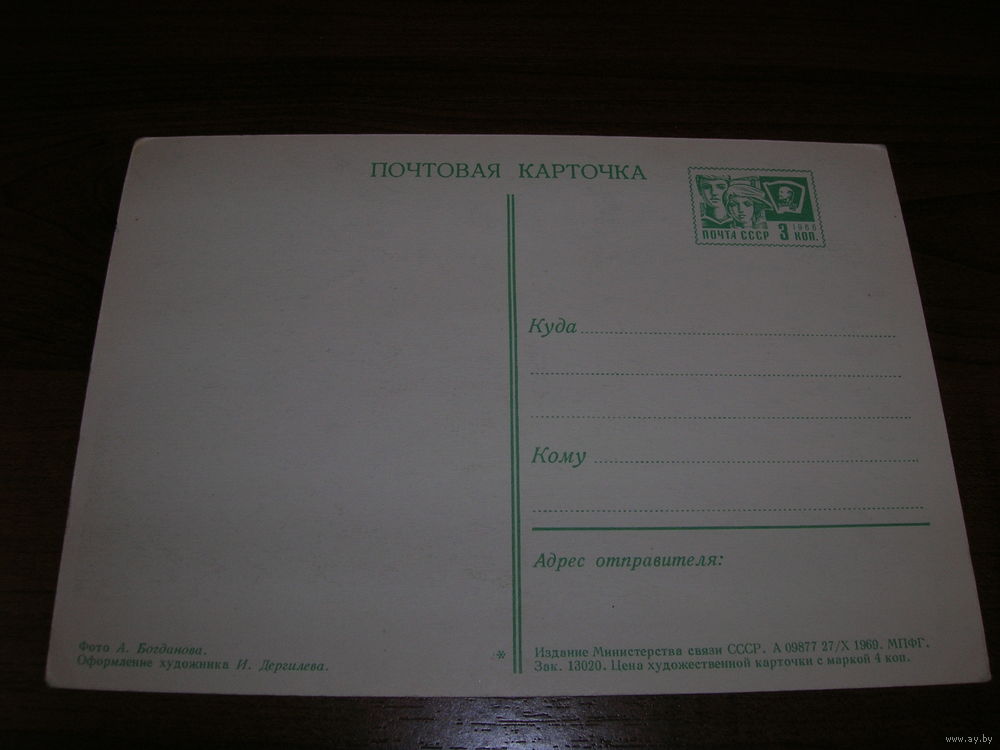 ПОЧТОВАЯ КАРТОЧКА
1966
ПОЧТА СССР 3 КОП.
Куда
Кому
Адрес отправителя:
Фото А. Богданова.
Оформление художника И. Дергилева.
*
Издание Министерства связи СССР. А 09877 27/X 1969. МПФГ.
Зак. 13020. Цена художественной карточки с маркой 4 коп.
www.ay.by